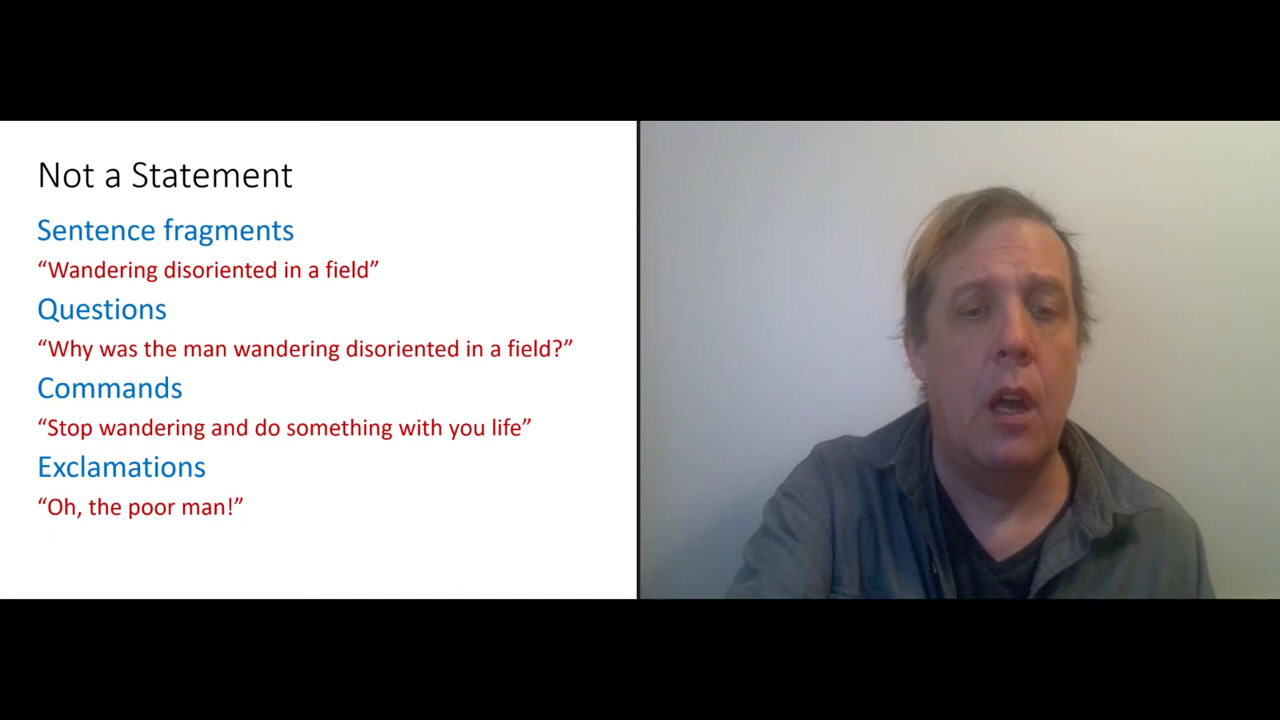 Not a Statement
Sentence fragments
“Wandering disoriented in a field”
Questions
“Why was the man wandering disoriented in a field?”
Commands
“Stop wandering and do something with you life”
Exclamations
“Oh, the poor man!”